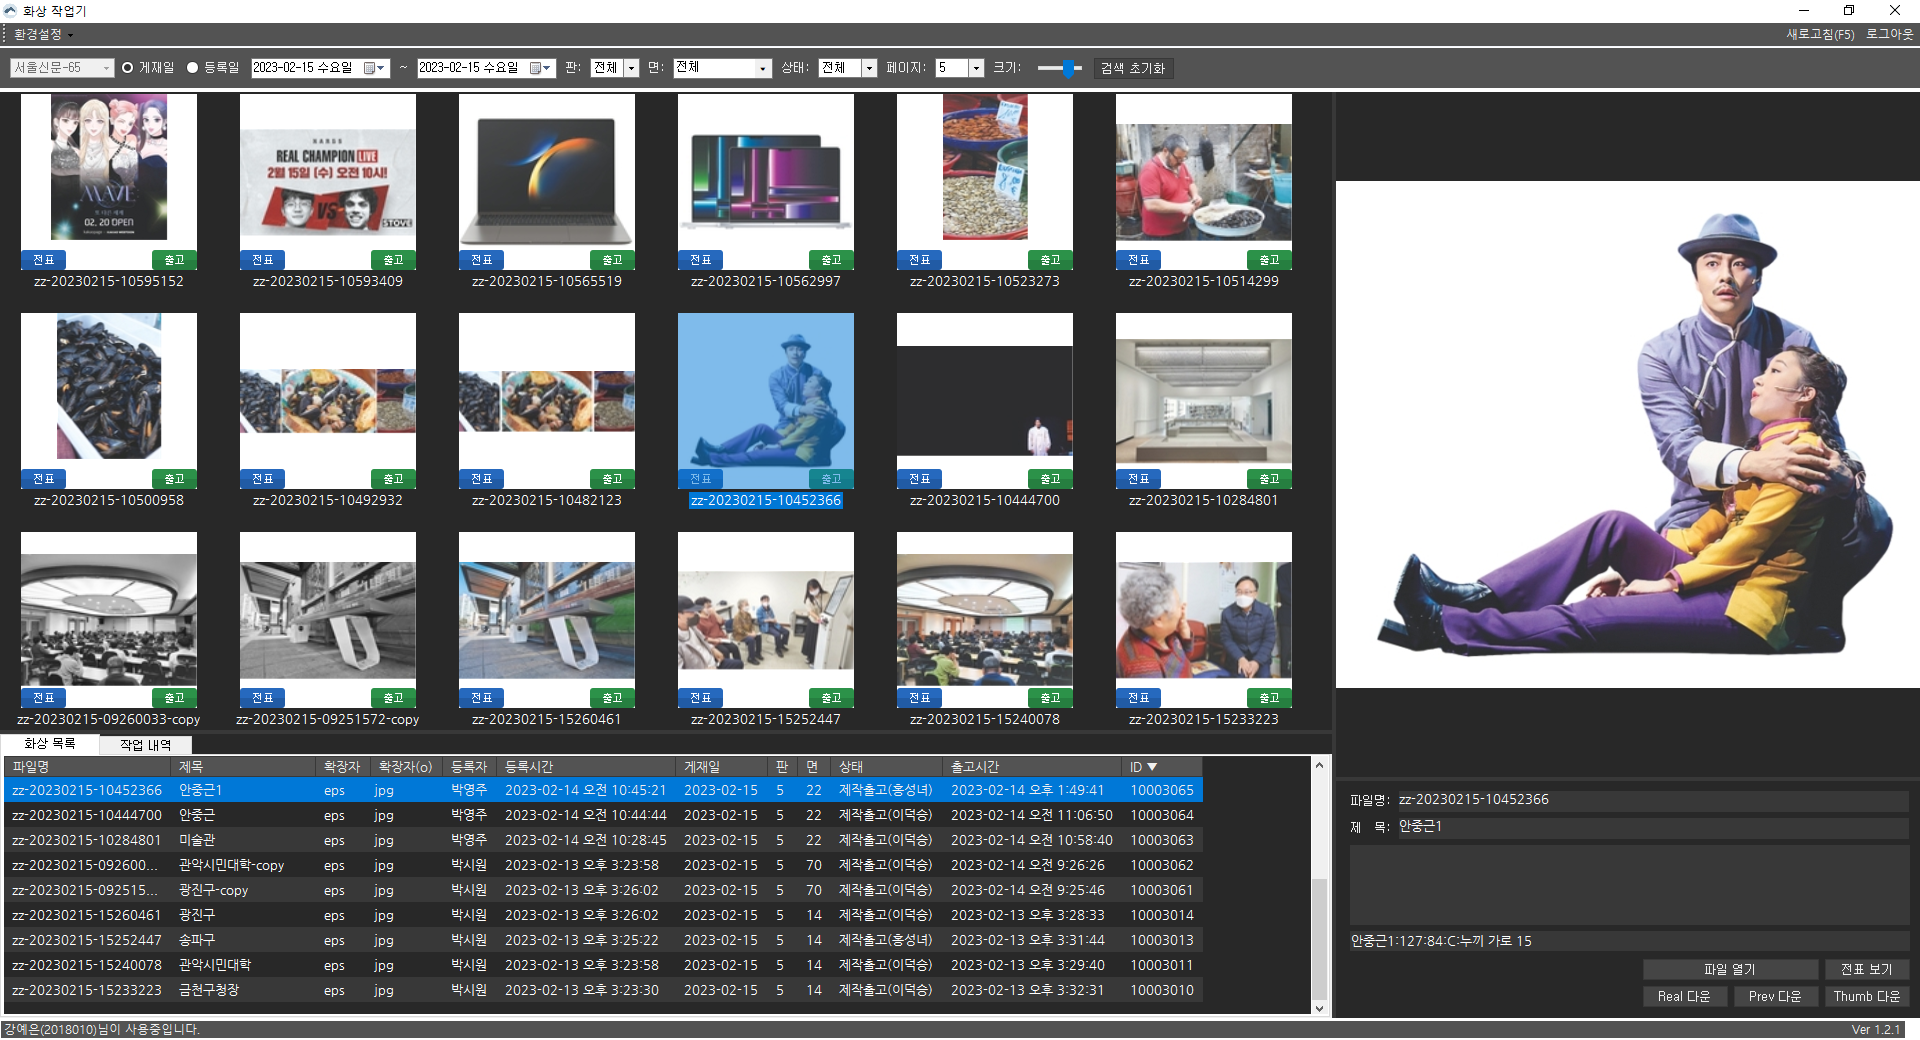 화상 작업기
환경설정 새로고침(F5) 로그아웃
서울신문-65 게재일 등록일 2023-02-15 수요일 ~ 2023-02-15 수요일 판: 전체 면: 전체 상태: 전체 페이지: 5 크기: 검색 초기화
MAVE
02. 20 OPEN
REAL CHAMPION LIVE
2월 15일 (수) 오전 10시!
VS
STOVE
전표 출고 전표 출고 전표 출고 전표 출고 전표 출고 전표 출고
zz-20230215-10595152 zz-20230215-10593409 zz-20230215-10565519 zz-20230215-10562997 zz-20230215-10523273 zz-20230215-10514299
전표 출고 전표 출고 전표 출고 전표 출고 전표 출고 전표 출고
zz-20230215-10500958 zz-20230215-10492932 zz-20230215-10482123 zz-20230215-10452366 zz-20230215-10444700 zz-20230215-10284801
전표 출고 전표 출고 전표 출고 전표 출고 전표 출고 전표 출고
zz-20230215-09260033-copy zz-20230215-09251572-copy zz-20230215-15260461 zz-20230215-15252447 zz-20230215-15240078 zz-20230215-15233223
화상 목록 작업 내역
파일명 제목 확장자 확장자(o) 등록자 등록시간 게재일 판 면 상태 출고시간 ID ▼
zz-20230215-10452366 안중근1 eps jpg 박영주 2023-02-14 오전 10:45:21 2023-02-15 5 22 제작출고(홍성녀) 2023-02-14 오후 1:49:41 10003065
zz-20230215-10444700 안중근 eps jpg 박영주 2023-02-14 오전 10:44:44 2023-02-15 5 22 제작출고(이덕승) 2023-02-14 오전 11:06:50 10003064
zz-20230215-10284801 미술관 eps jpg 박영주 2023-02-14 오전 10:28:45 2023-02-15 5 22 제작출고(이덕승) 2023-02-14 오전 10:58:40 10003063
zz-20230215-092600... 관악시민대학-copy eps jpg 박시원 2023-02-13 오후 3:23:58 2023-02-15 5 70 제작출고(이덕승) 2023-02-14 오전 9:26:26 10003062
zz-20230215-092515... 광진구-copy eps jpg 박시원 2023-02-13 오후 3:26:02 2023-02-15 5 70 제작출고(이덕승) 2023-02-14 오전 9:25:46 10003061
zz-20230215-15260461 광진구 eps jpg 박시원 2023-02-13 오후 3:26:02 2023-02-15 5 14 제작출고(이덕승) 2023-02-13 오후 3:28:33 10003014
zz-20230215-15252447 송파구 eps jpg 박시원 2023-02-13 오후 3:25:22 2023-02-15 5 14 제작출고(홍성녀) 2023-02-13 오후 3:31:44 10003013
zz-20230215-15240078 관악시민대학 eps jpg 박시원 2023-02-13 오후 3:23:58 2023-02-15 5 14 제작출고(이덕승) 2023-02-13 오후 3:29:40 10003011
zz-20230215-15233223 금천구청장 eps jpg 박시원 2023-02-13 오후 3:23:30 2023-02-15 5 14 제작출고(이덕승) 2023-02-13 오후 3:32:31 10003010
파일명: zz-20230215-10452366
제 목: 안중근1
안중근1:127:84:C:누끼 가로 15
파일 열기 전표 보기
Real 다운 Prev 다운 Thumb 다운
강예은(2018010)님이 사용중입니다. Ver 1.2.1